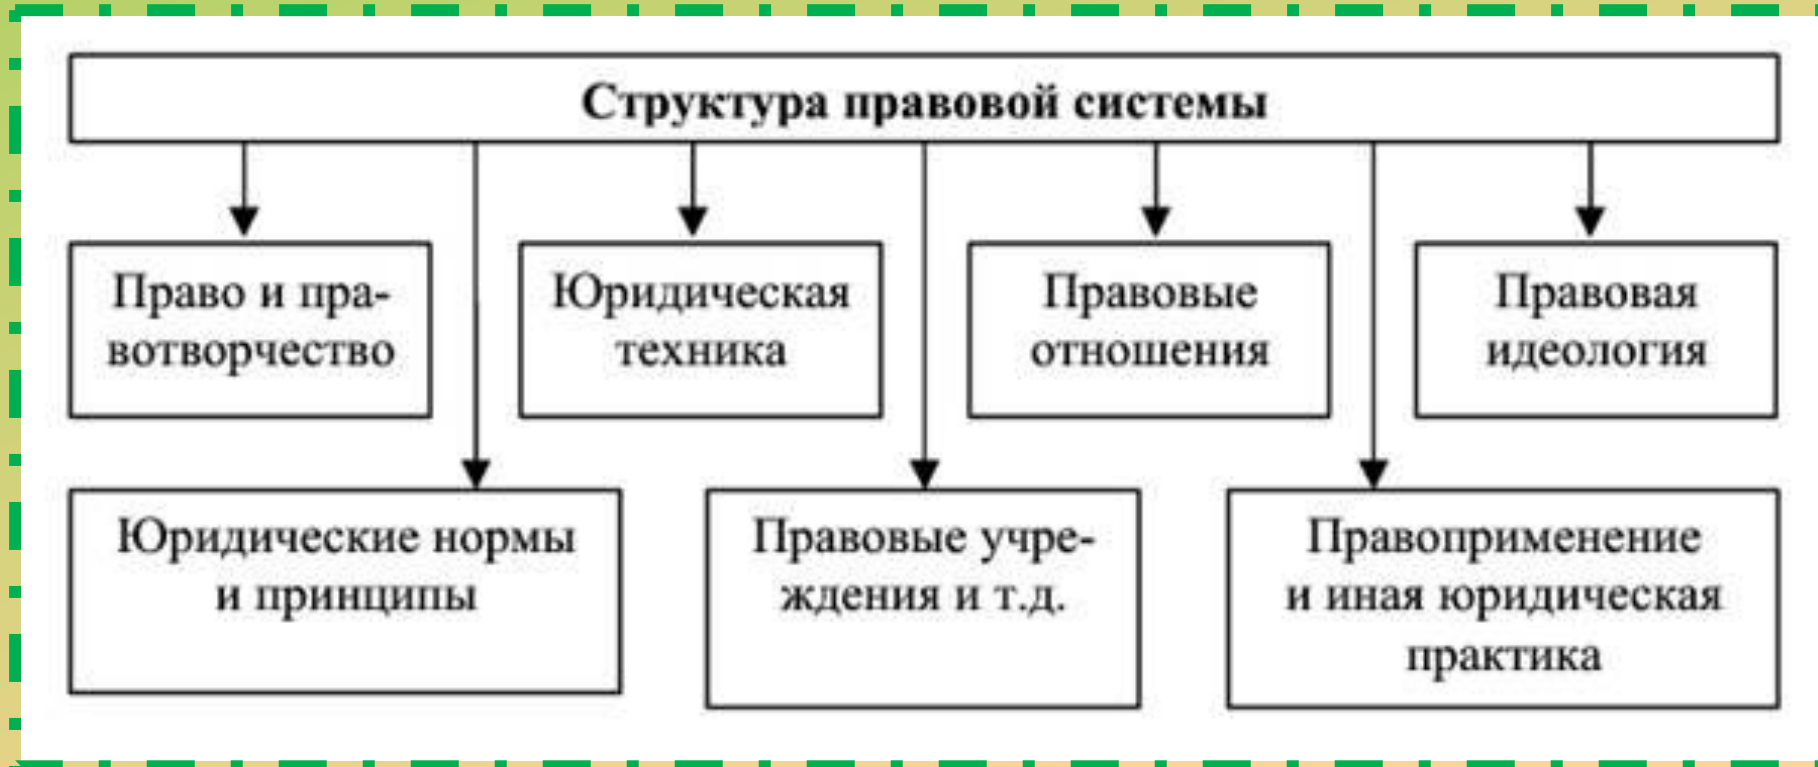 Структура правовой системы
Право и пра-
вотворчество
Юридическая
техника
Правовые
отношения
Правовая
идеология
Юридические нормы
и принципы
Правовые учре-
ждения и т.д.
Правоприменение
и иная юридическая
практика